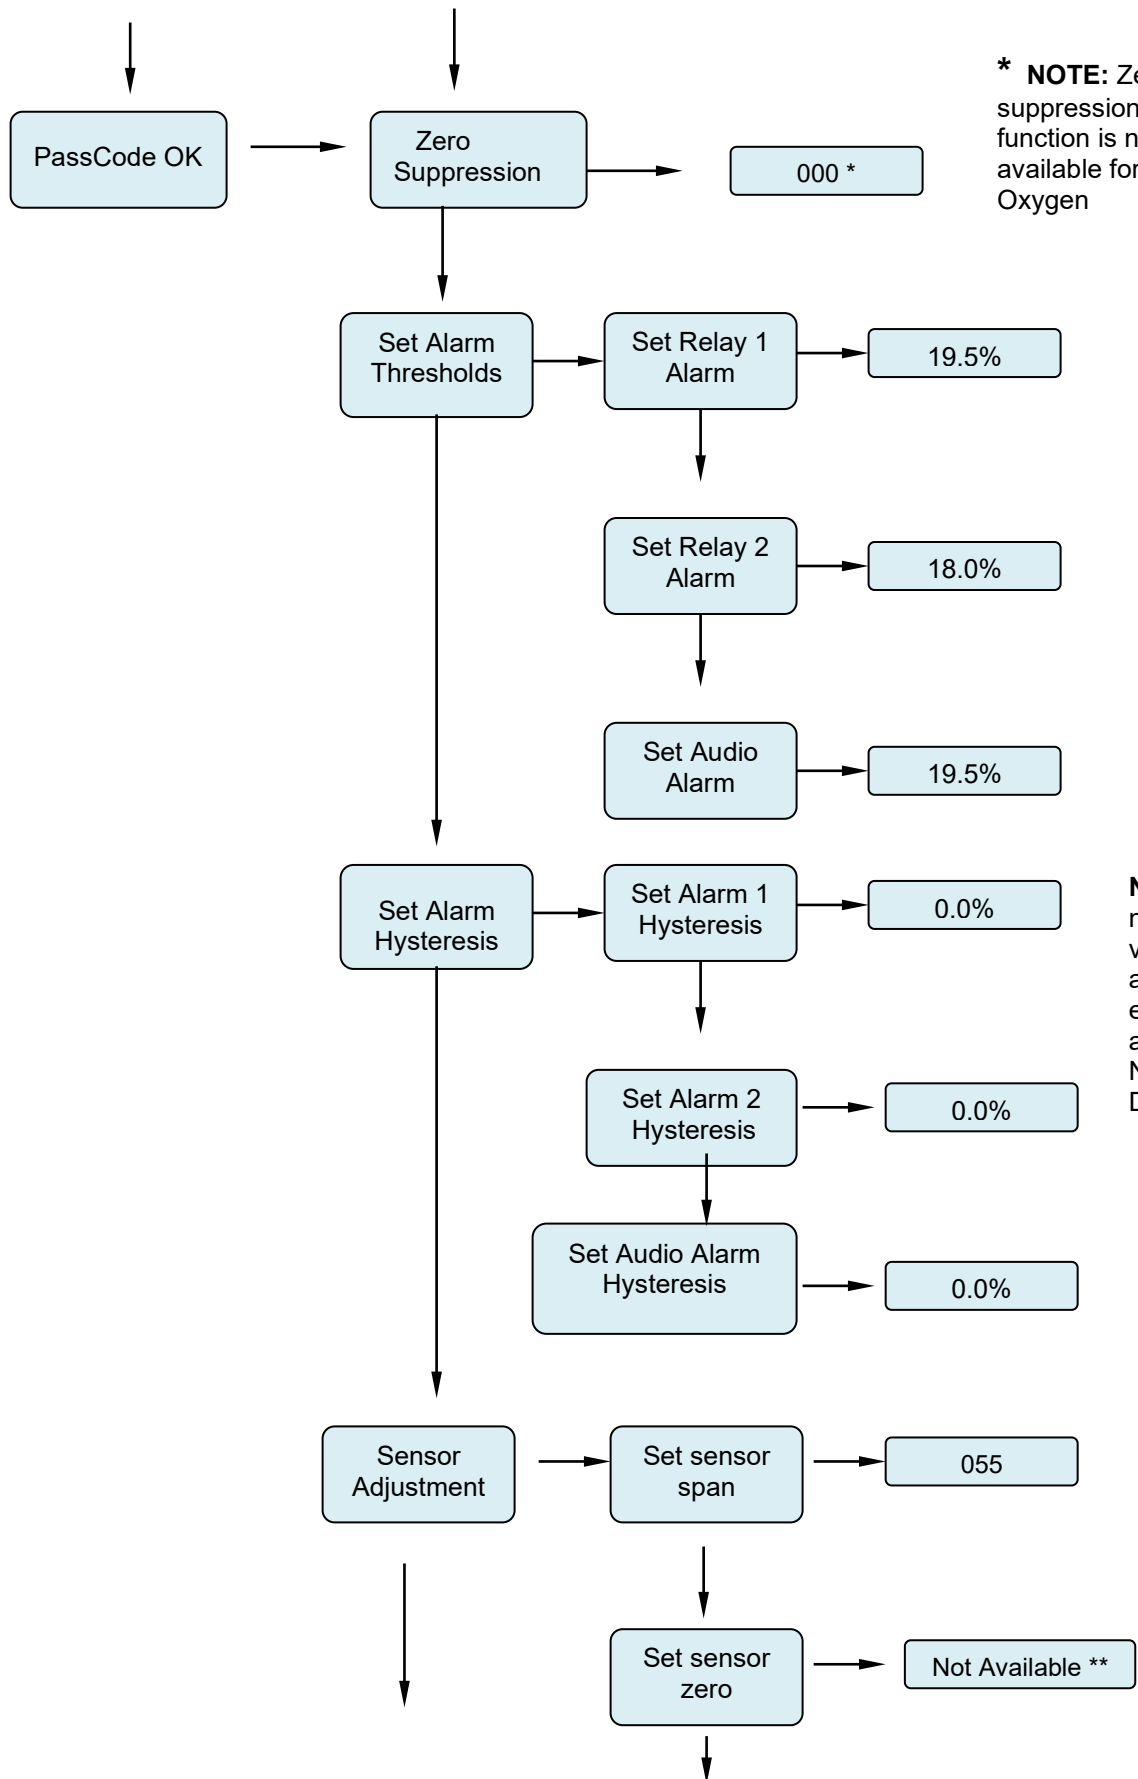 * NOTE:
suppression
function is
available for
Oxygen
PassCode OK
Zero
Suppression
000 *
Set Alarm
Thresholds
Set Relay 1
Alarm
19.5%
Set Relay 2
Alarm
18.0%
Set Audio
Alarm
19.5%
Set Alarm
Hysteresis
Set Alarm 1
Hysteresis
0.0%
Set Alarm 2
Hysteresis
0.0%
Set Audio Alarm
Hysteresis
0.0%
Sensor
Adjustment
Set sensor
span
055
Set sensor
zero
Not Available **